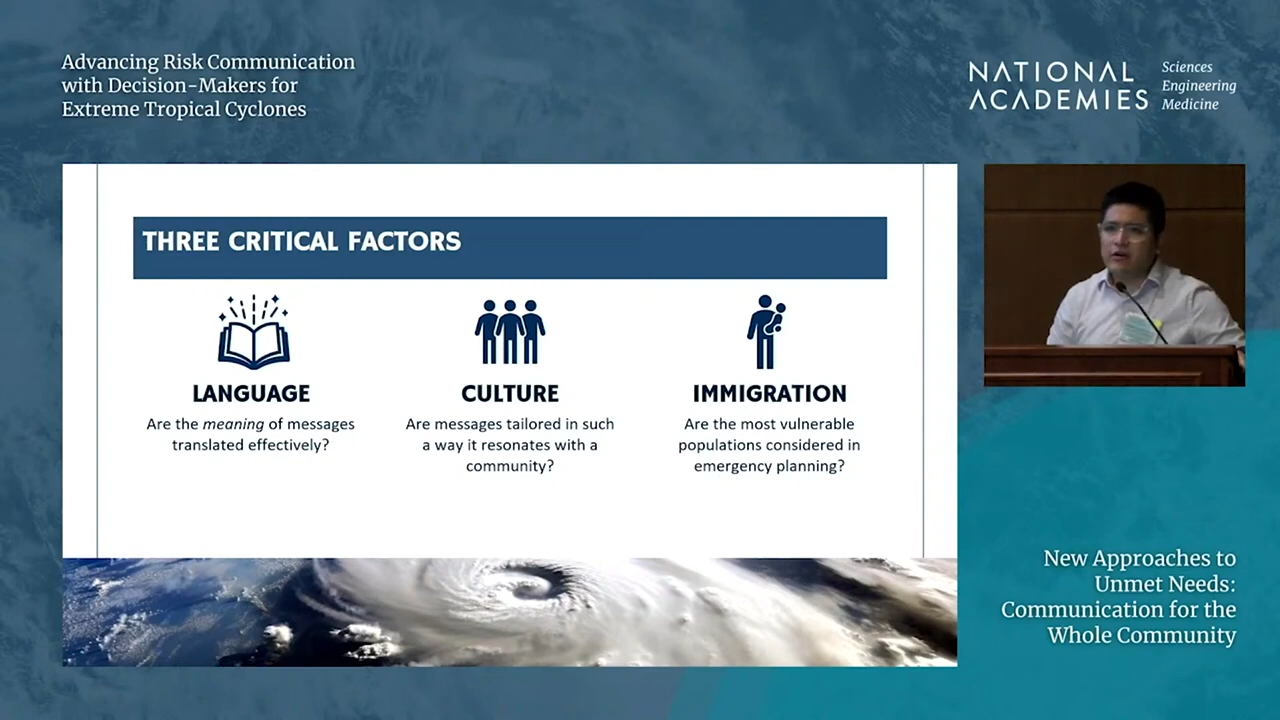 Advancing Risk Communication
with Decision-Makers for
Extreme Tropical Cyclones
NATIONAL
ACADEMIES
Sciences
Engineering
Medicine
THREE CRITICAL FACTORS
LANGUAGE
Are the meaning of messages
translated effectively?
CULTURE
Are messages tailored in such
a way it resonates with a
community?
IMMIGRATION
Are the most vulnerable
populations considered in
emergency planning?
New Approaches to
Unmet Needs:
Communication for the
Whole Community